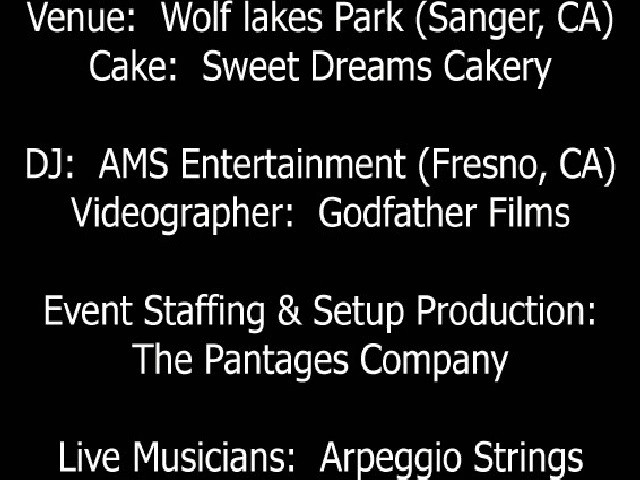 Venue:  Wolf lakes Park (Sanger, CA)
Cake:  Sweet Dreams Cakery
DJ:  AMS Entertainment (Fresno, CA)
Videographer:  Godfather Films
Event Staffing & Setup Production:
The Pantages Company
Live Musicians:  Arpeggio Strings